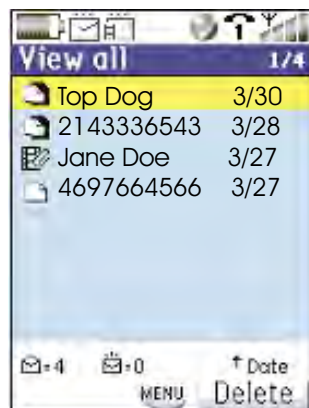 View all 1/4
Top Dog 3/30
2143336543 3/28
Jane Doe 3/27
4697664566 3/27
=4 =0 ↑ Date
MENU Delete